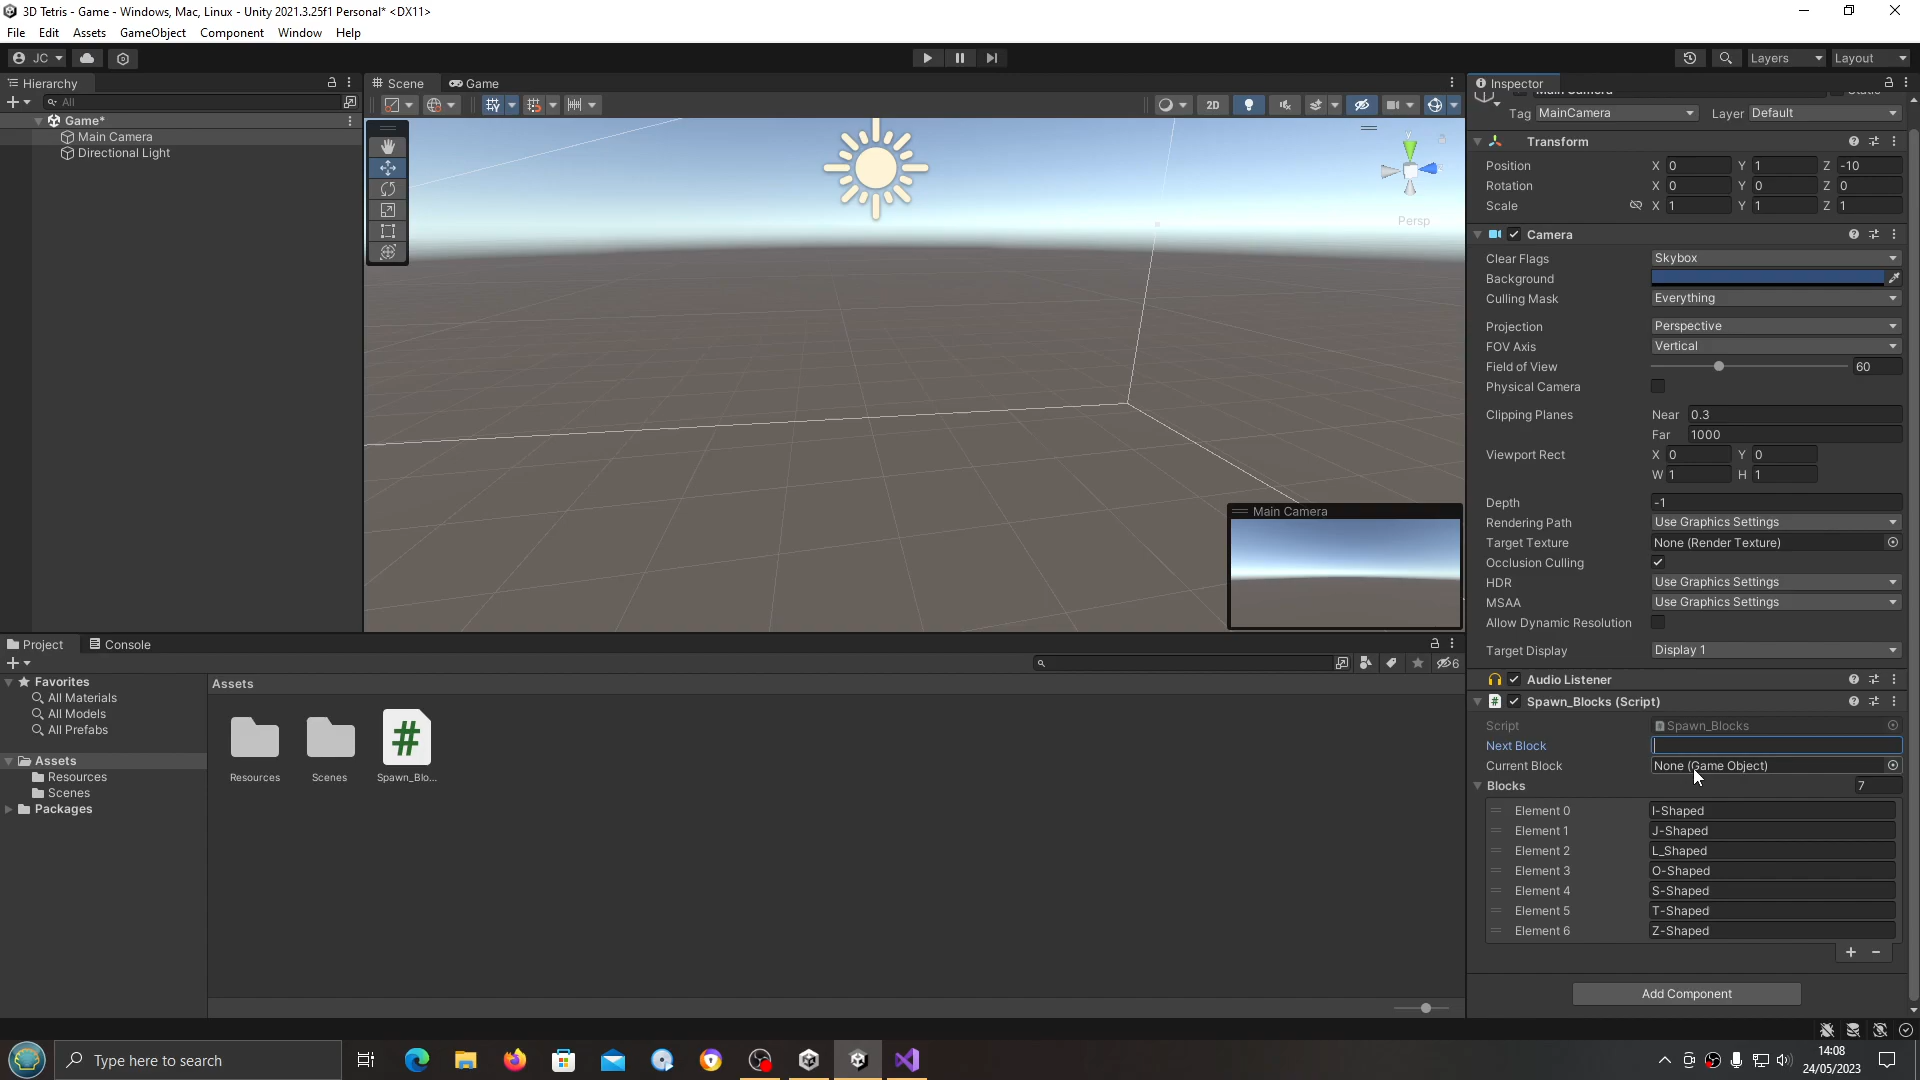 3D Tetris - Game - Windows, Mac, Linux - Unity 2021.3.25f1 Personal* <DX11>
File Edit Assets GameObject Component Window Help
JC Layers Layout
Hierarchy
All
Game*
Main Camera
Directional Light
Scene Game
2D
y
Persp
Main Camera
Inspector
Main Camera
Tag MainCamera Layer Default
Transform
Position X 0 Y 1 Z -10
Rotation X 0 Y 0 Z 0
Scale X 1 Y 1 Z 1
Camera
Clear Flags Skybox
Background
Culling Mask Everything
Projection Perspective
FOV Axis Vertical
Field of View 60
Physical Camera
Clipping Planes Near 0.3
Far 1000
Viewport Rect X 0 Y 0
W 1 H 1
Depth -1
Rendering Path Use Graphics Settings
Target Texture None (Render Texture)
Occlusion Culling
HDR Use Graphics Settings
MSAA Use Graphics Settings
Allow Dynamic Resolution
Target Display Display 1
Audio Listener
Spawn_Blocks (Script)
Script Spawn_Blocks
Next Block
Current Block None (Game Object)
Blocks 7
Element 0 I-Shaped
Element 1 J-Shaped
Element 2 L_Shaped
Element 3 O-Shaped
Element 4 S-Shaped
Element 5 T-Shaped
Element 6 Z-Shaped
Add Component
Project Console
6
Favorites
All Materials
All Models
All Prefabs
Assets
Resources
Scenes
Packages
Assets
Resources Scenes Spawn_Blo...
Type here to search
14:08
24/05/2023